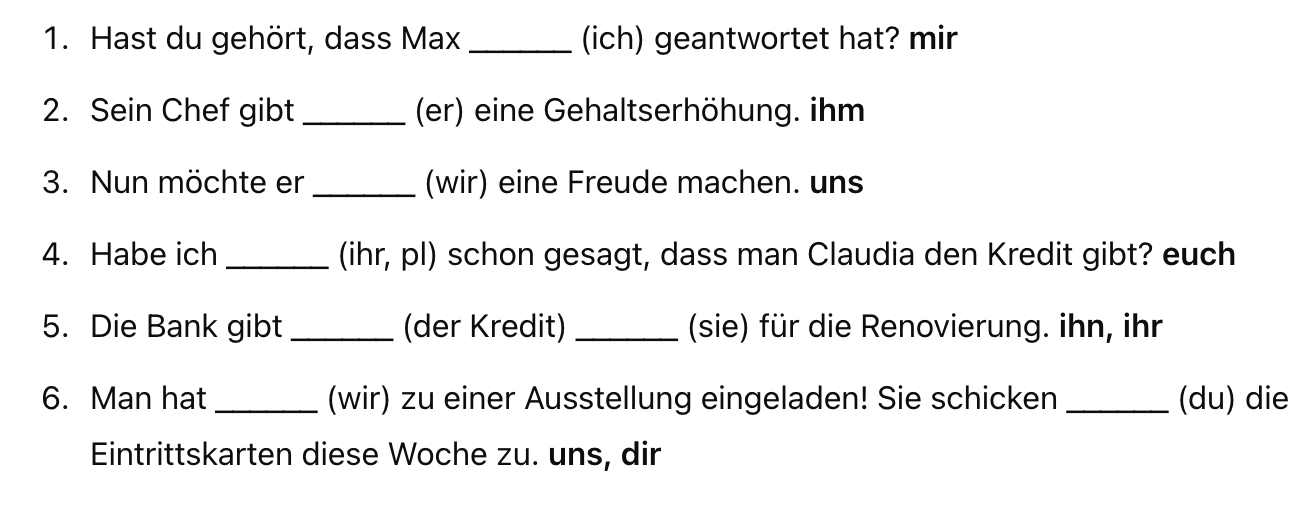 1. Hast du gehört, dass Max ______ (ich) geantwortet hat? mir
2. Sein Chef gibt ______ (er) eine Gehaltserhöhung. ihm
3. Nun möchte er ______ (wir) eine Freude machen. uns
4. Habe ich ______ (ihr, pl) schon gesagt, dass man Claudia den Kredit gibt? euch
5. Die Bank gibt ______ (der Kredit) ______ (sie) für die Renovierung. ihn, ihr
6. Man hat ______ (wir) zu einer Ausstellung eingeladen! Sie schicken ______ (du) die
Eintrittskarten diese Woche zu. uns, dir